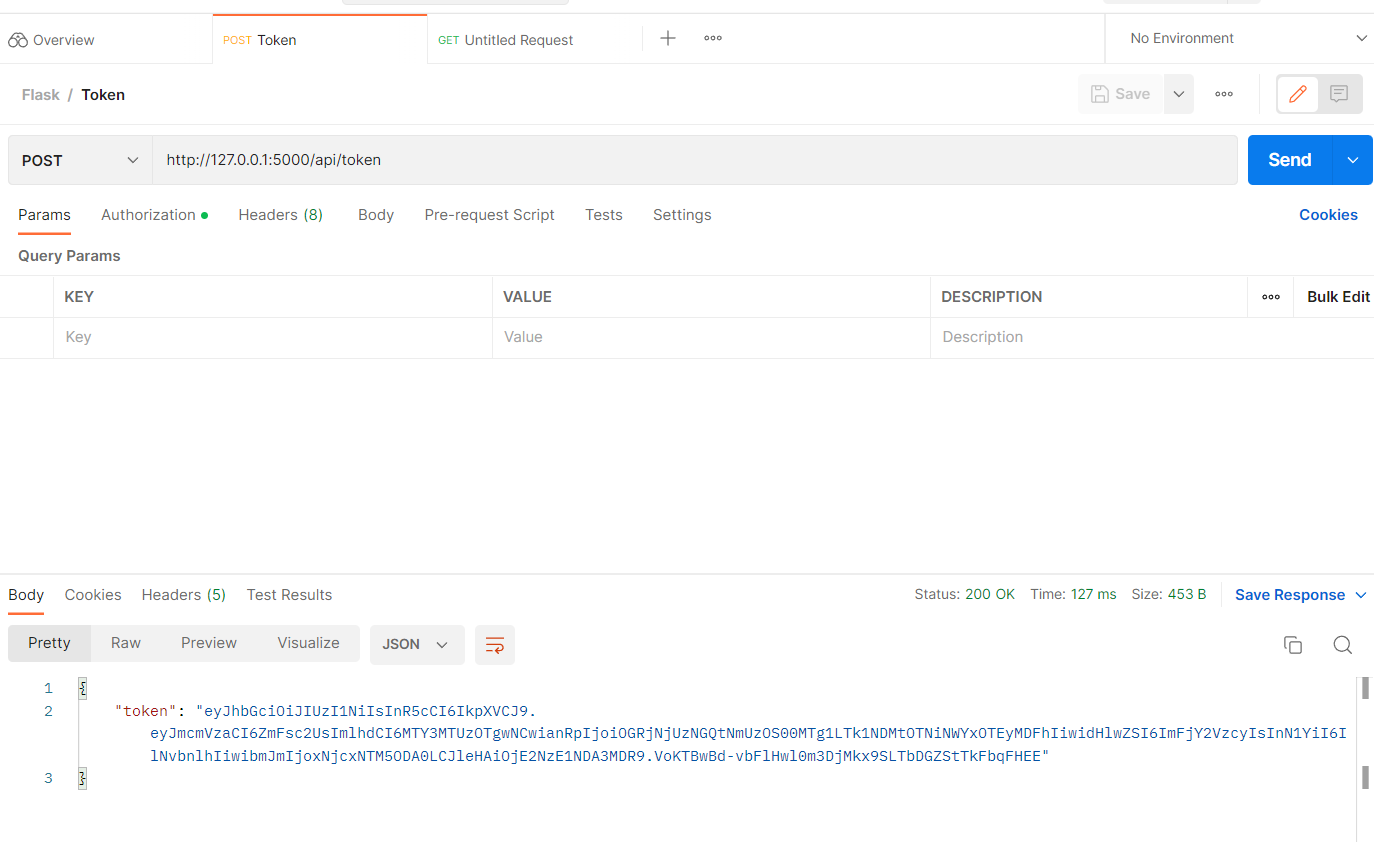 Overview
POST Token
GET Untitled Request
No Environment
Flask / Token
Save
POST
http://127.0.0.1:5000/api/token
Send
Params Authorization Headers (8) Body Pre-request Script Tests Settings
Cookies
Query Params
KEY VALUE DESCRIPTION Bulk Edit
Key Value Description
Body Cookies Headers (5) Test Results
Status: 200 OK Time: 127 ms Size: 453 B Save Response
Pretty Raw Preview Visualize JSON
1 {
2 "token": "eyJhbGciOiJIUzI1NiIsInR5cCI6IkpXVCJ9.
eyJmcmVzaCI6ZmFsc2UsImlhdCI6MTY3MTUzOTgwNCwianRpIjoiOGRjNjUzNGQtNmUzOS00MTg1LTk1NDMtOTNiNWYxOTEyMDFhIiwidHlwZSI6ImFjY2VzcyIsInN1YiI6I
lNvbnlhIiwibmJmIjoxNjcxNTM5ODA0LCJleHAiOjE2NzE1NDA3MDR9.VoKTBwBd-vbFlHwl0m3DjMkx9SLTbDGZStTkFbqFHEE"
3 }